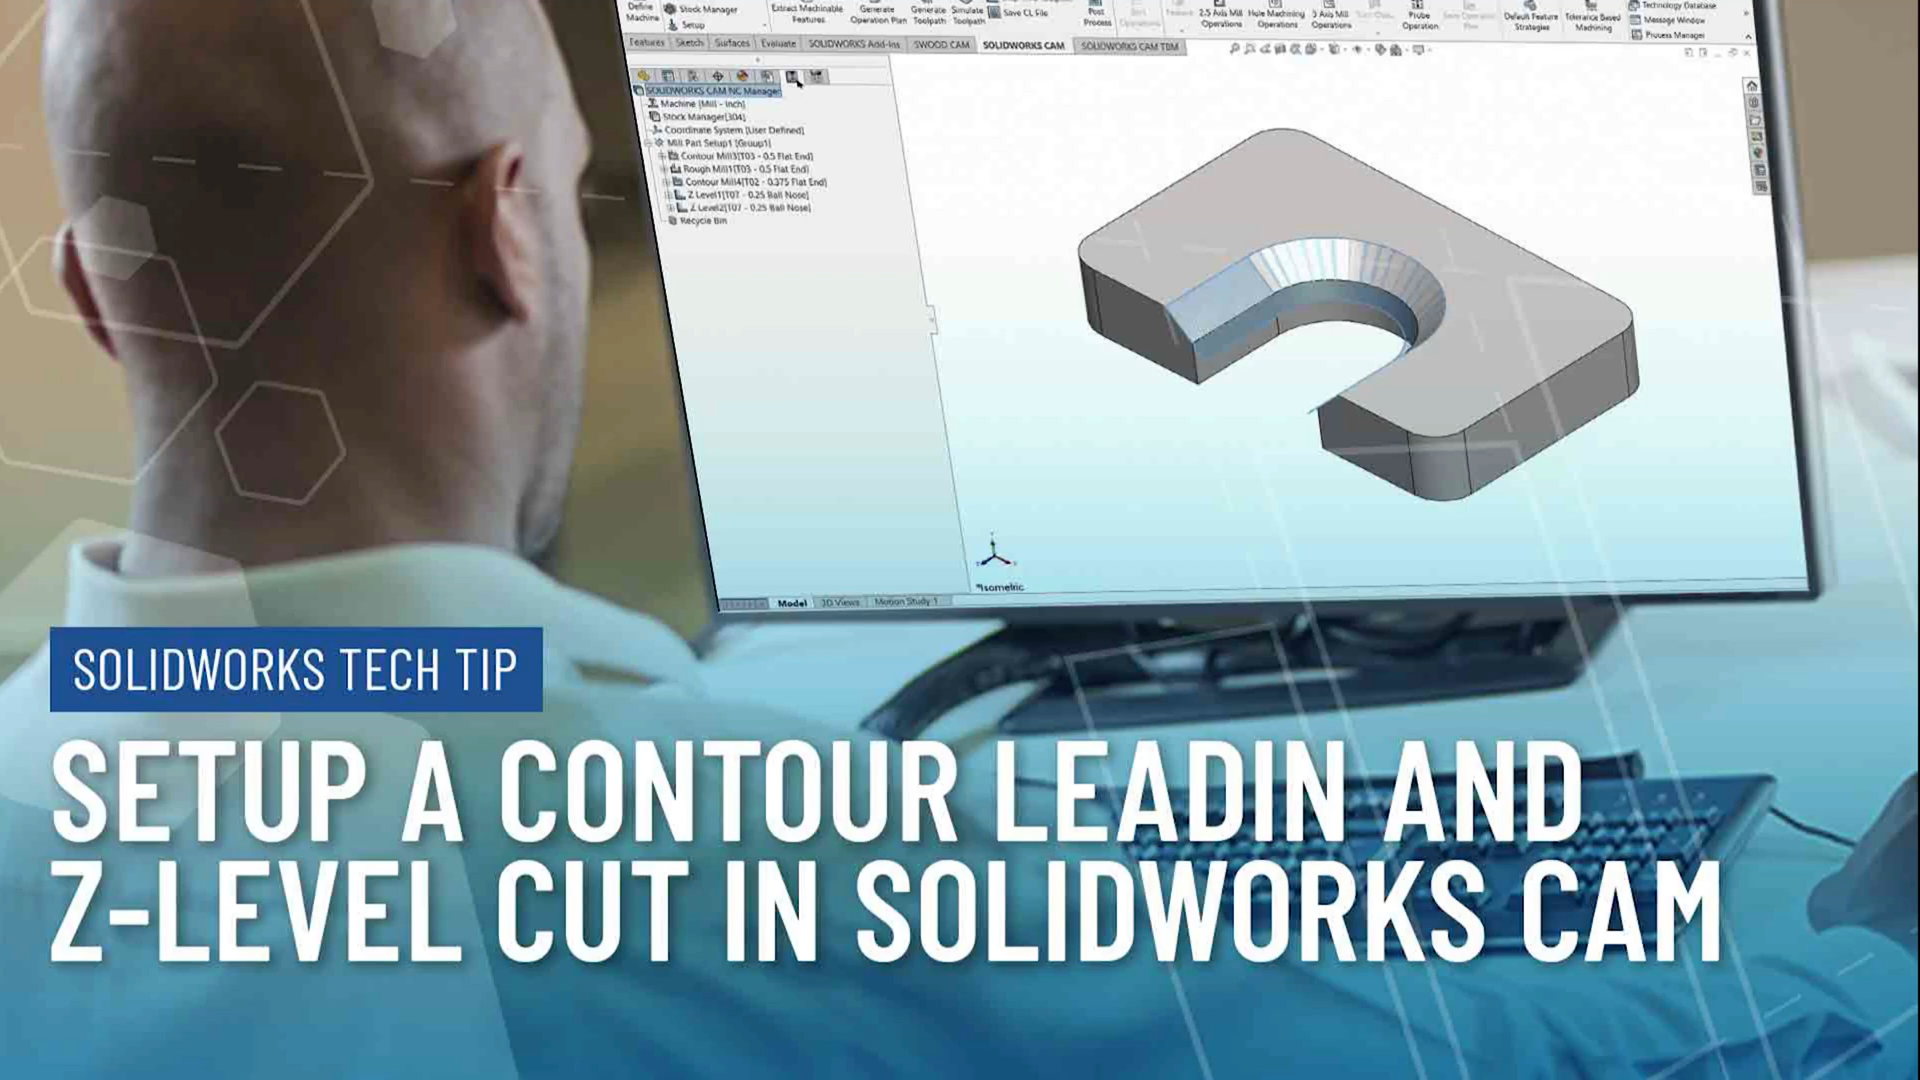 Define
Machine
Stock Manager
Setup
Extract Machinable
Features
Generate
Operation Plan
Generate
Toolpath
Simulate
Toolpath
Save CL File
Post
Process
2.5 Axis Mill
Operations
Hole Machining
Operations
3 Axis Mill
Operations
Probe
Operation
Default Feature
Strategies
Tolerance Based
Machining
Technology Database
Message Window
Process Manager
Features Sketch Surfaces Evaluate SOLIDWORKS Add-Ins SWOOD CAM SOLIDWORKS CAM SOLIDWORKS CAM TBM
SOLIDWORKS CAM NC Manager
Machine [Mill - Inch]
Stock Manager[304]
Coordinate System [User Defined]
Mill Part Setup1 [Group1]
Contour Mill3[T03 - 0.5 Flat End]
Rough Mill1[T03 - 0.5 Flat End]
Contour Mill4[T02 - 0.375 Flat End]
Z Level1[T07 - 0.25 Ball Nose]
Z Level2[T07 - 0.25 Ball Nose]
Recycle Bin
*Isometric
Model 3D Views Motion Study 1
SOLIDWORKS TECH TIP
SETUP A CONTOUR LEADIN AND
Z-LEVEL CUT IN SOLIDWORKS CAM